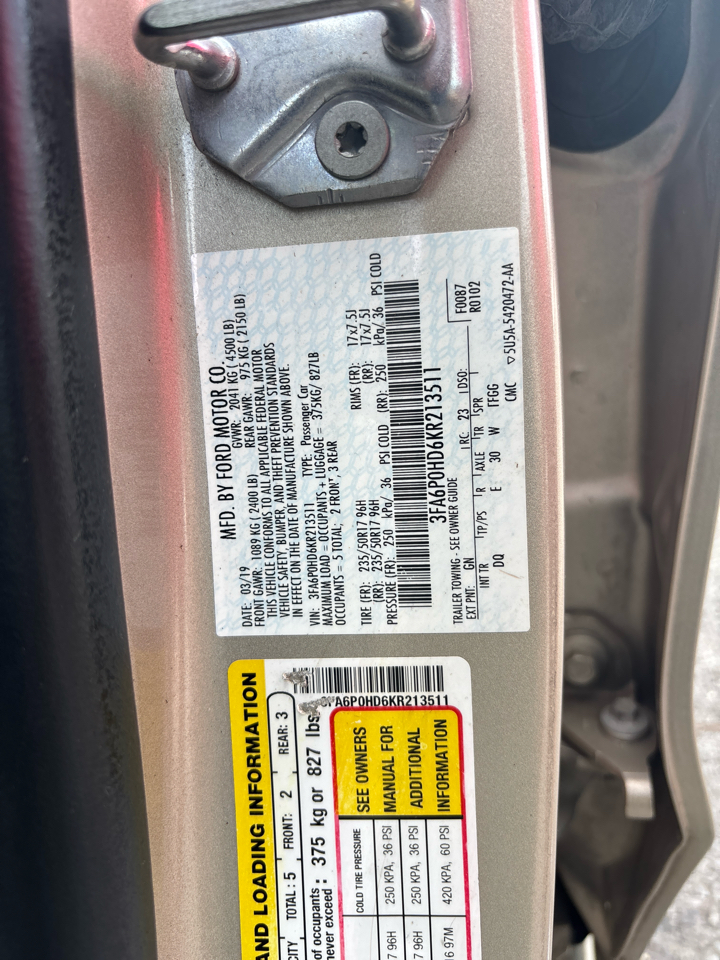 MFD. BY FORD MOTOR CO.
DATE: 03/19 GVWR: 2041 KG ( 4500 LB)
FRONT GAWR: 1089 KG ( 2400 LB) REAR GAWR: 975 KG ( 2150 LB)
THIS VEHICLE CONFORMS TO ALL APPLICABLE FEDERAL MOTOR
VEHICLE SAFETY, BUMPER, AND THEFT PREVENTION STANDARDS
IN EFFECT ON THE DATE OF MANUFACTURE SHOWN ABOVE.
VIN: 3FA6P0HD6KR213511 TYPE: Passenger Car
MAXIMUM LOAD = OCCUPANTS + LUGGAGE = 375KG/ 827LB
OCCUPANTS = 5 TOTAL; 2 FRONT, 3 REAR
TIRE (FR): 235/50R17 96H RIMS (FR): 17x7.5J
(RR): 235/50R17 96H (RR): 17x7.5J
PRESSURE (FR): 250 kPa/ 36 PSI COLD (RR): 250 kPa/ 36 PSI COLD
3FA6P0HD6KR213511
TRAILER TOWING - SEE OWNER GUIDE F0087
EXT PNT: GN RC: 23 DSO: R0102
INT TR TP/PS R AXLE TR SPR
DQ E 30 W FFGG
CMC ▽5U5A-5420472-AA
AND LOADING INFORMATION
CITY TOTAL : 5 FRONT: 2 REAR: 3
of occupants
never exceed : 375 kg or 827 lbs.
FA6P0HD6KR213511
COLD TIRE PRESSURE
7 96H 250 KPA, 36 PSI
7 96H 250 KPA, 36 PSI
16 97M 420 KPA, 60 PSI
SEE OWNERS
MANUAL FOR
ADDITIONAL
INFORMATION